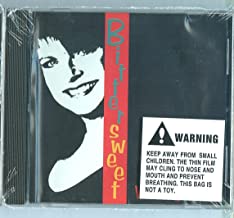 Bitter
sweet
WARNING
KEEP AWAY FROM SMALL
CHILDREN. THE THIN FILM
MAY CLING TO NOSE AND
MOUTH AND PREVENT
BREATHING. THIS BAG IS
NOT A TOY.